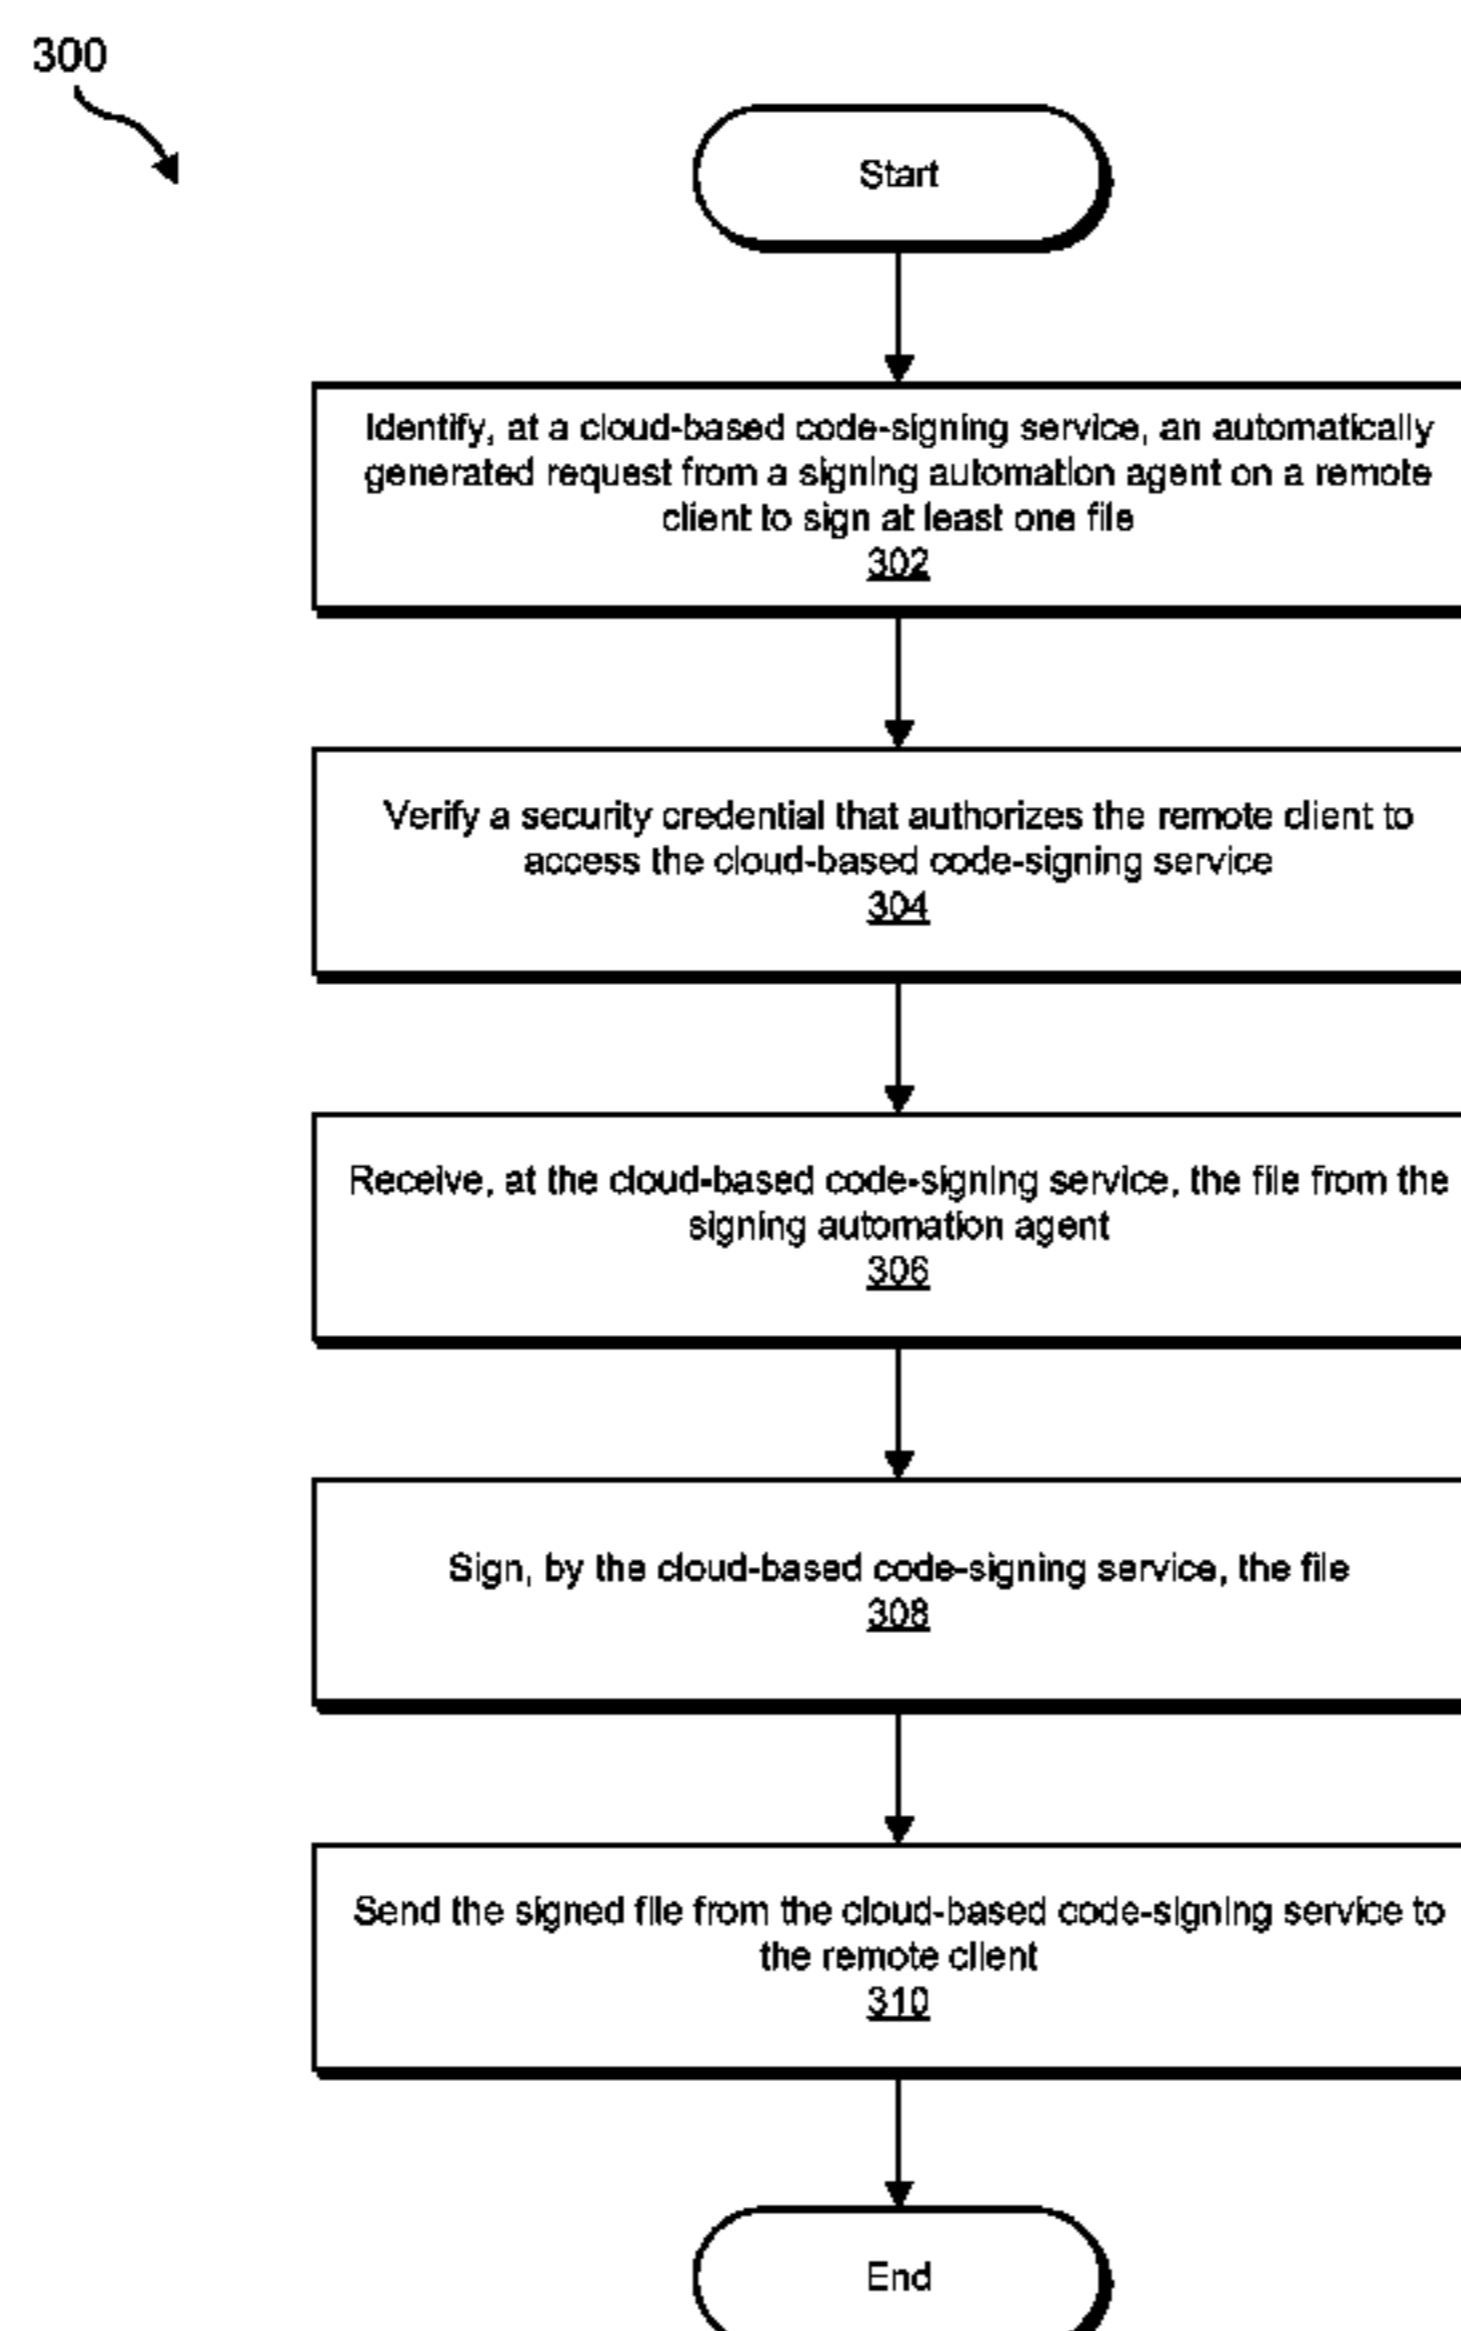 300
Start
Identify, at a cloud-based code-signing service, an automatically
generated request from a signing automation agent on a remote
client to sign at least one file
302
Verify a security credential that authorizes the remote client to
access the cloud-based code-signing service
304
Receive, at the cloud-based code-signing service, the file from the
signing automation agent
306
Sign, by the cloud-based code-signing service, the file
308
Send the signed file from the cloud-based code-signing service to
the remote client
310
End